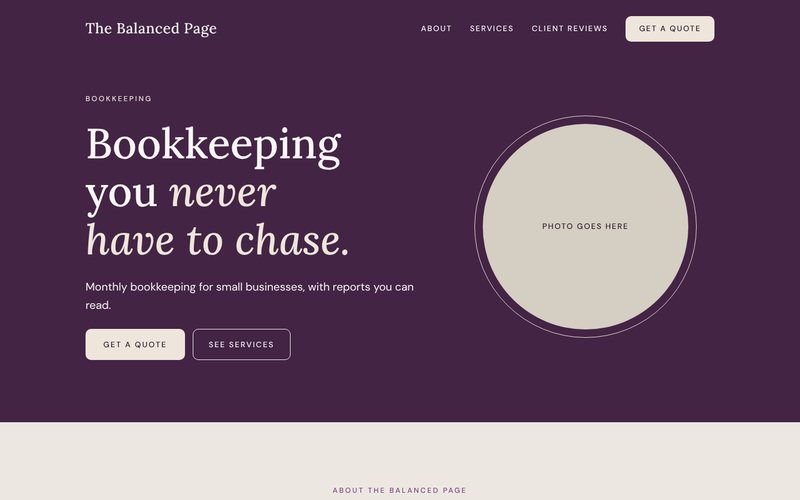 The Balanced Page
ABOUT
SERVICES
CLIENT REVIEWS
GET A QUOTE
BOOKKEEPING
Bookkeeping
you never
have to chase.
Monthly bookkeeping for small businesses, with reports you can
read.
GET A QUOTE
SEE SERVICES
PHOTO GOES HERE
ABOUT THE BALANCED PAGE